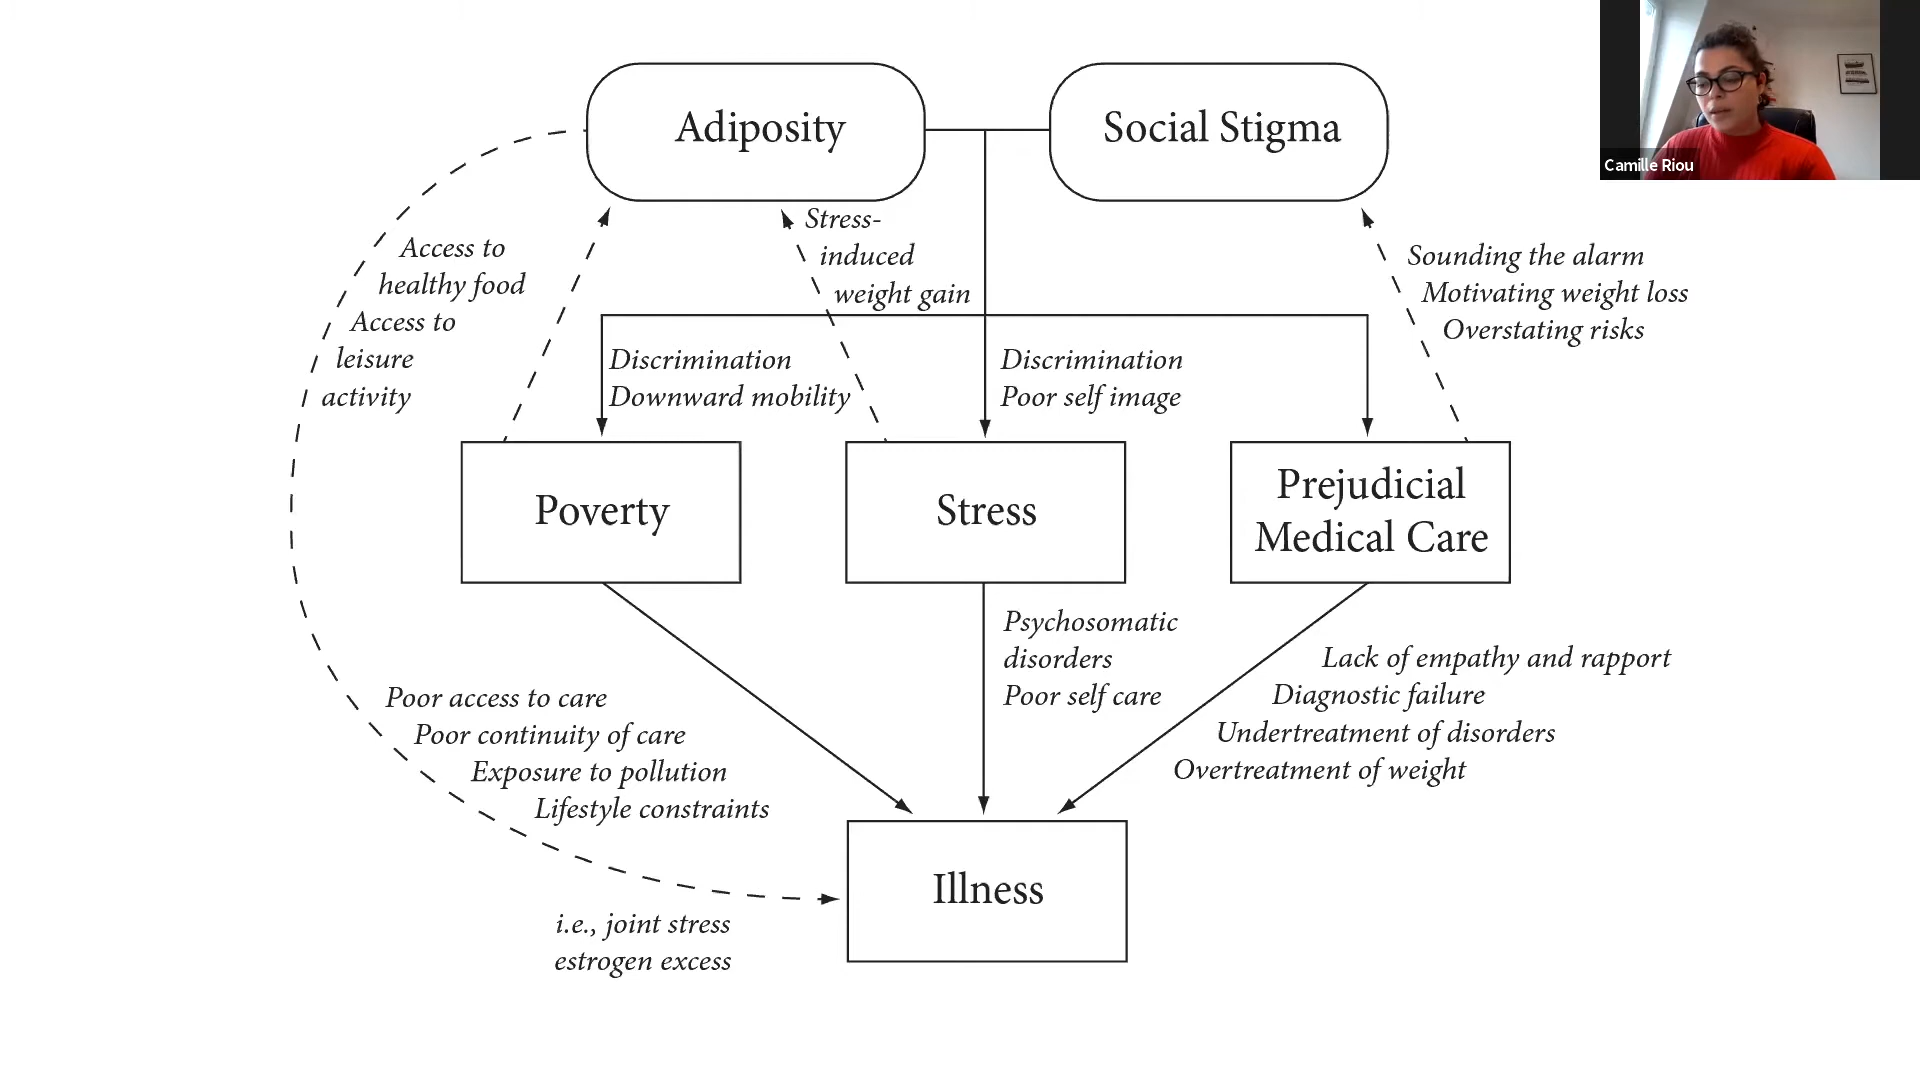 Adiposity
Social Stigma
Camille Riou
Access to
healthy food
Access to
leisure
activity
Stress-
induced
weight gain
Sounding the alarm
Motivating weight loss
Overstating risks
Discrimination
Downward mobility
Discrimination
Poor self image
Poverty
Stress
Prejudicial
Medical Care
Poor access to care
Poor continuity of care
Exposure to pollution
Lifestyle constraints
Psychosomatic
disorders
Poor self care
Lack of empathy and rapport
Diagnostic failure
Undertreatment of disorders
Overtreatment of weight
Illness
i.e., joint stress
estrogen excess